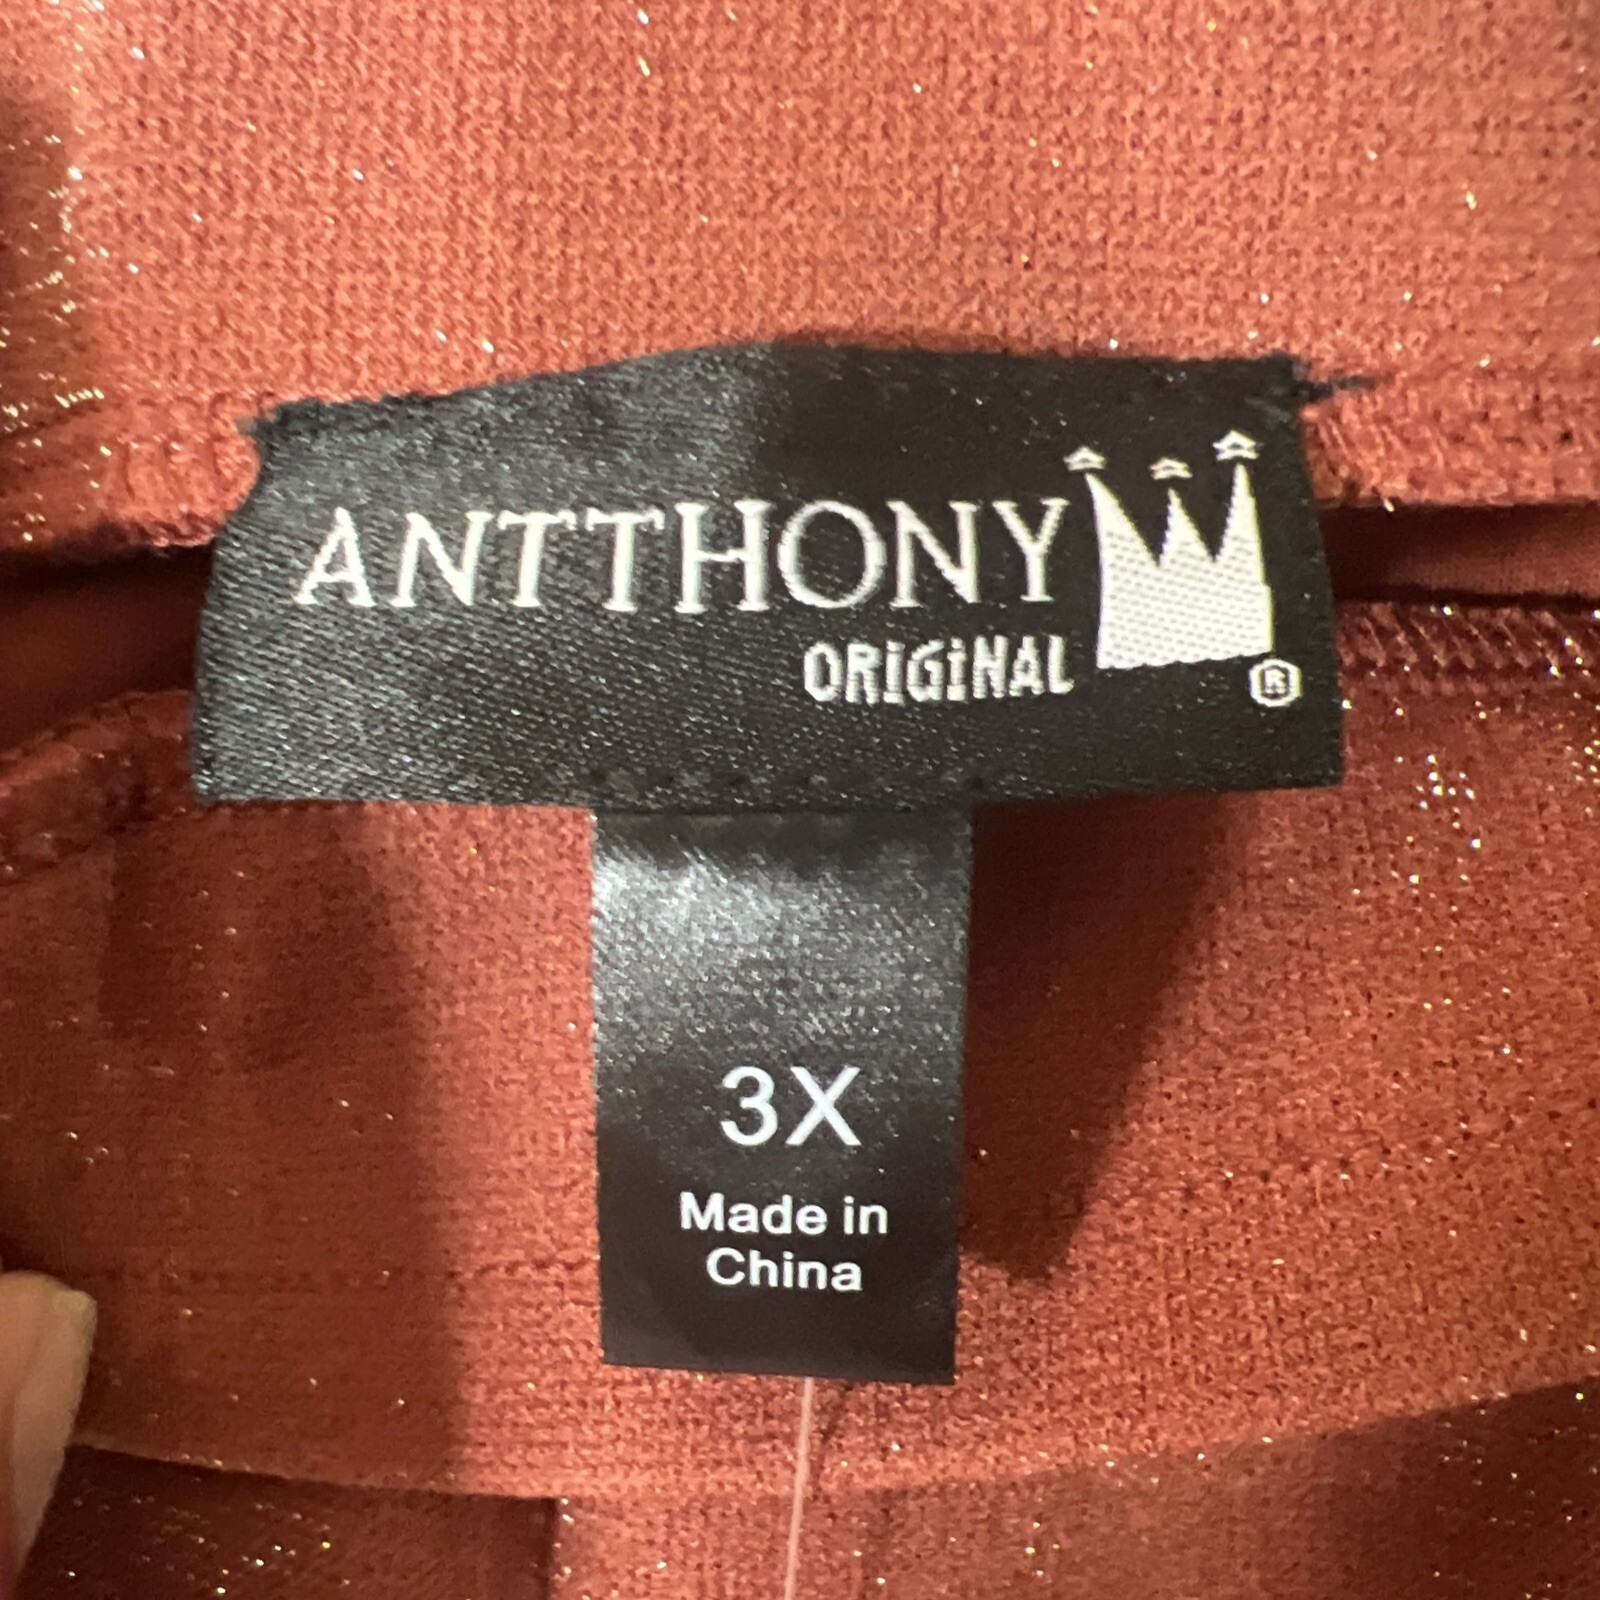 ANTTHONY
ORiGiNAL
®
3X
Made in
China